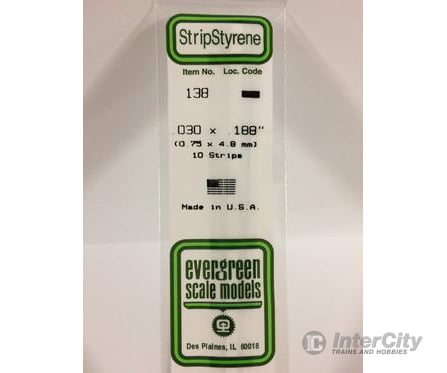 StripStyrene
Item No. Loc. Code
138
.030 x .188"
(0.75 x 4.8 mm)
10 Strips
Made in U.S.A.
evergreen
scale models
Des Plaines, IL 60018
InterCity
TRAINS AND HOBBIES